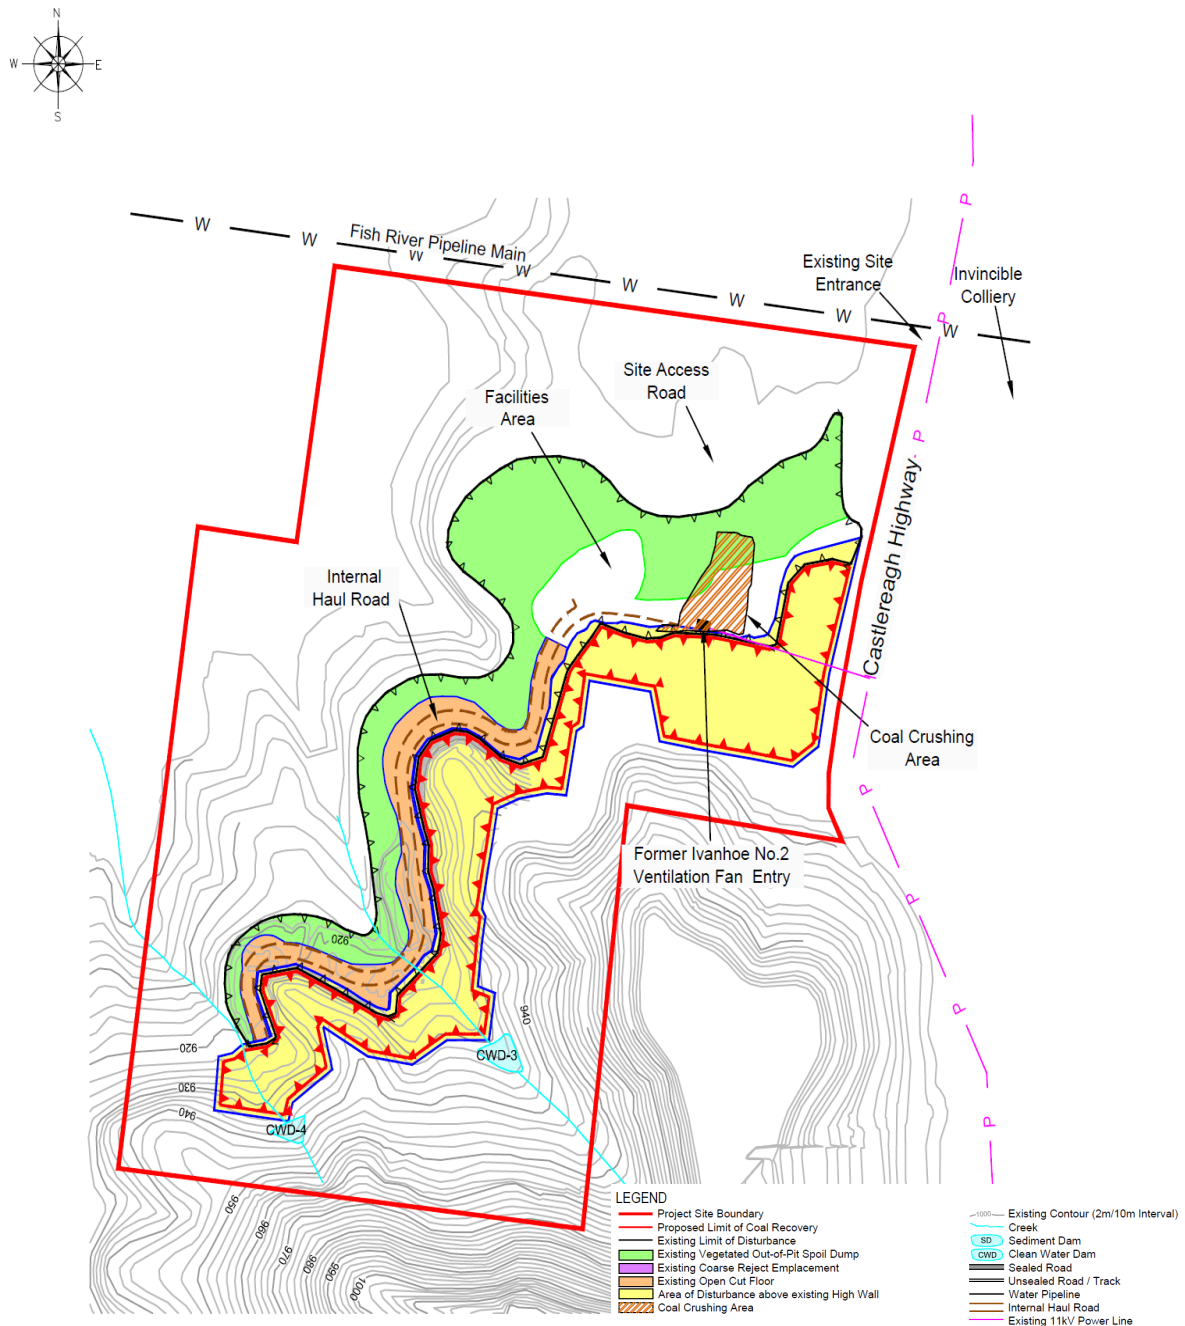 N
W
E
S
P
W
W
Fish River Pipeline Main
W
W
W
W
W
W
Existing Site
Entrance
Invincible
Colliery
P
P
P
Site Access
Road
Facilities
Area
Castlereagh Highway
Internal
Haul Road
Coal Crushing
Area
P
Former Ivanhoe No.2
Ventilation Fan Entry
P
P
P
P
920
940
920
CWD-3
930
940
CWD-4
950
960
970
980
990
1000
LEGEND
Project Site Boundary
Proposed Limit of Coal Recovery
Existing Limit of Disturbance
Existing Vegetated Out-of-Pit Spoil Dump
Existing Coarse Reject Emplacement
Existing Open Cut Floor
Area of Disturbance above existing High Wall
Coal Crushing Area
1000 Existing Contour (2m/10m Interval)
Creek
SD Sediment Dam
CWD Clean Water Dam
Sealed Road
Unsealed Road / Track
Water Pipeline
Internal Haul Road
Existing 11kV Power Line